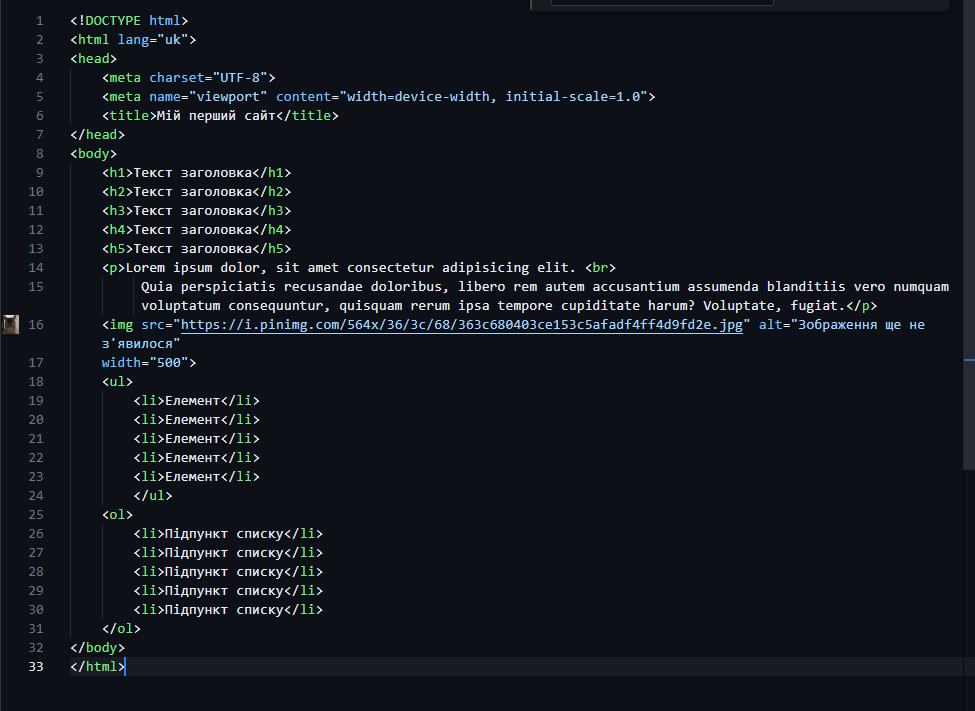 1 <!DOCTYPE html>
2 <html lang="uk">
3 <head>
4 <meta charset="UTF-8">
5 <meta name="viewport" content="width=device-width, initial-scale=1.0">
6 <title>Мій перший сайт</title>
7 </head>
8 <body>
9 <h1>Текст заголовка</h1>
10 <h2>Текст заголовка</h2>
11 <h3>Текст заголовка</h3>
12 <h4>Текст заголовка</h4>
13 <h5>Текст заголовка</h5>
14 <p>Lorem ipsum dolor, sit amet consectetur adipisicing elit. <br>
15 Quia perspiciatis recusandae doloribus, libero rem autem accusantium assumenda blanditiis vero numquam
voluptatum consequuntur, quisquam rerum ipsa tempore cupiditate harum? Voluptate, fugiat.</p>
16 <img src="https://i.pinimg.com/564x/36/3c/68/363c680403ce153c5afadf4ff4d9fd2e.jpg" alt="Зображення ще не
з'явилося"
17 width="500">
18 <ul>
19 <li>Елемент</li>
20 <li>Елемент</li>
21 <li>Елемент</li>
22 <li>Елемент</li>
23 <li>Елемент</li>
24 </ul>
25 <ol>
26 <li>Підпункт списку</li>
27 <li>Підпункт списку</li>
28 <li>Підпункт списку</li>
29 <li>Підпункт списку</li>
30 <li>Підпункт списку</li>
31 </ol>
32 </body>
33 </html>